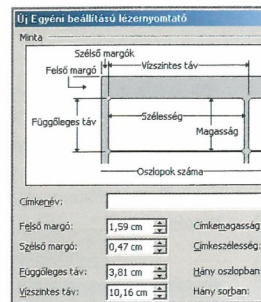 Új Egyéni beállítású lézernyomtató
Minta
Szélső margók
Felső margó
Vízszintes táv
Függőleges táv
Szélesség
Magasság
Oszlopok száma
Címkenév:
Felső margó: 1,59 cm Címkemagasság
Szélső margó: 0,47 cm Címkeszélesség:
Függőleges táv: 3,81 cm Hány oszlopban:
Vízszintes táv: 10,16 cm Hány sorban: